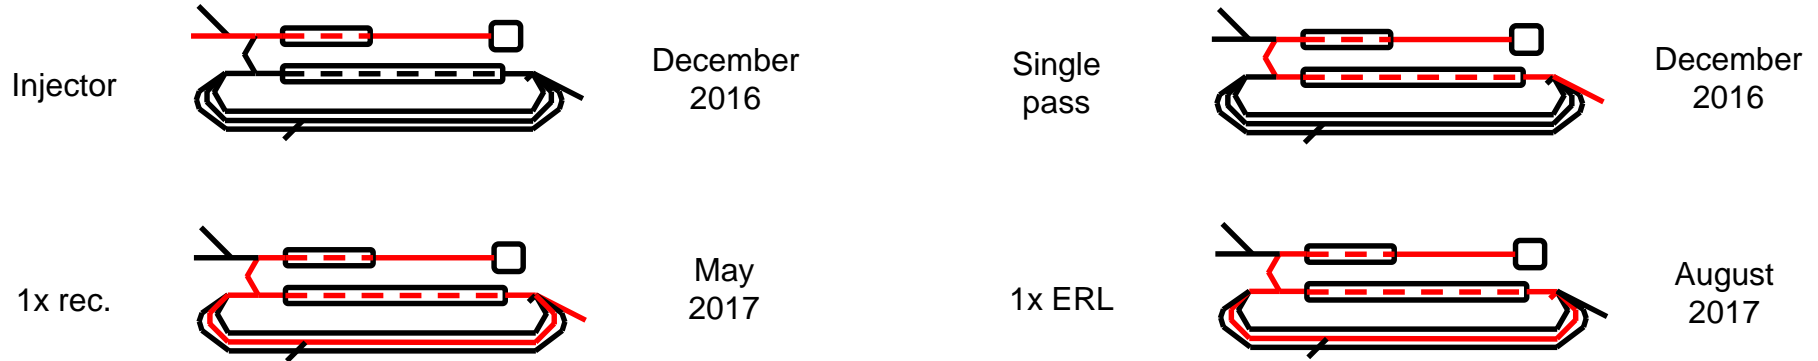 Injector
December
2016
Single
pass
December
2016
1x rec.
May
2017
1x ERL
August
2017